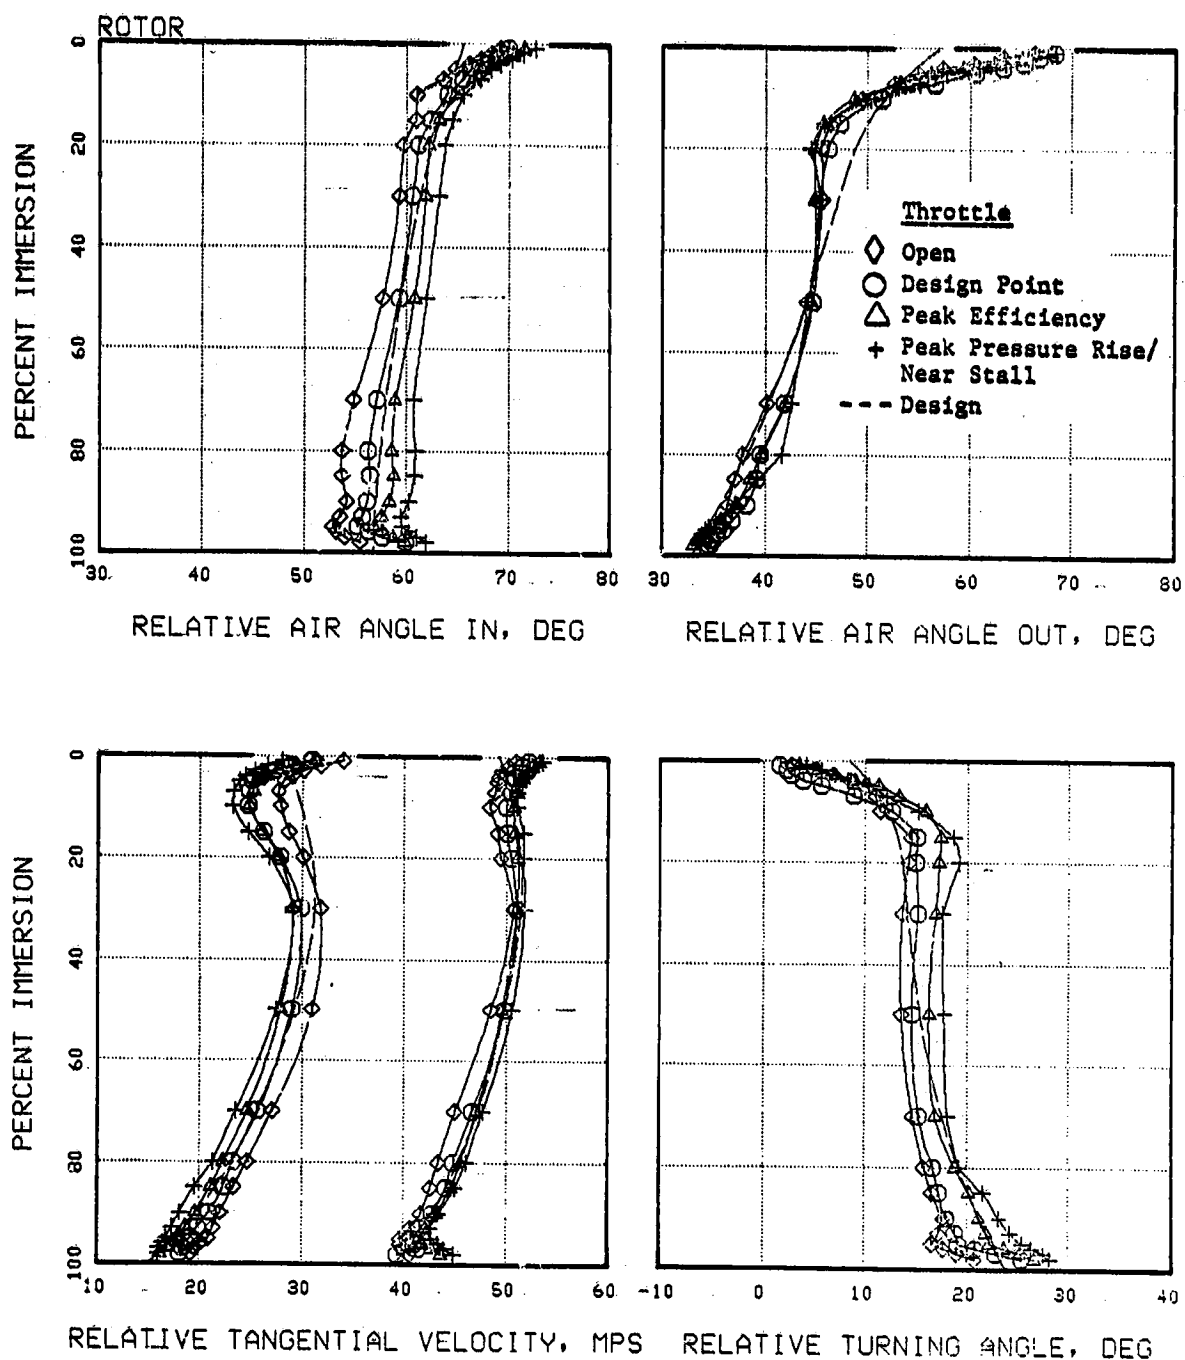 ROTOR
PERCENT IMMERSION
0
20
40
60
80
100
30
40
50
60
70
80
RELATIVE AIR ANGLE IN, DEG
Throttle
Open
Design Point
Peak Efficiency
Peak Pressure Rise/
Near Stall
Design
30
40
50
60
70
80
RELATIVE AIR ANGLE OUT, DEG
PERCENT IMMERSION
0
20
40
60
80
100
10
20
30
40
50
60
RELATIVE TANGENTIAL VELOCITY, MPS
-10
0
10
20
30
40
RELATIVE TURNING ANGLE, DEG